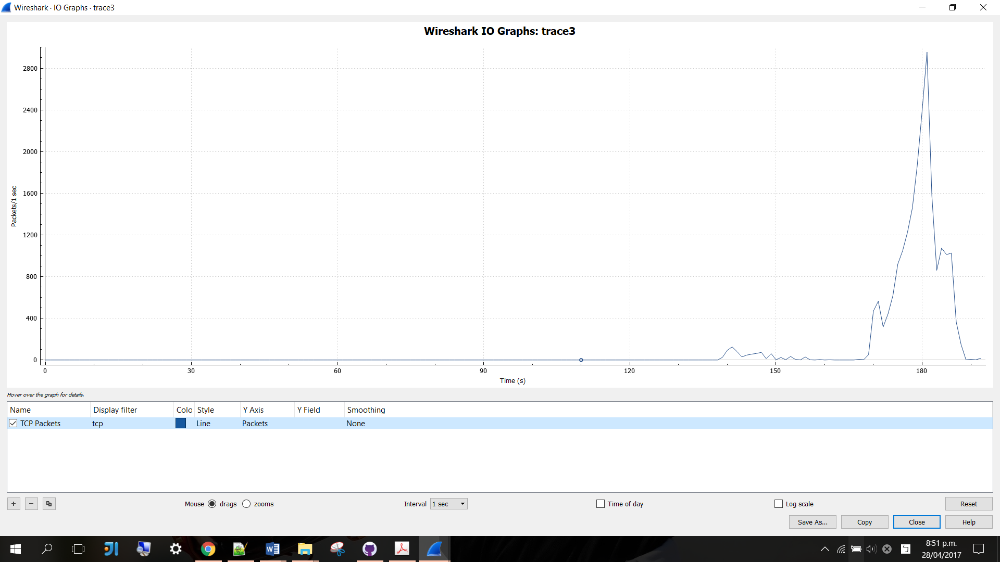 Wireshark · IO Graphs · trace3
Wireshark IO Graphs: trace3
2800
2400
2000
1600
1200
800
400
0
Packets/1 sec
0 30 60 90 120 150 180
Time (s)
Hover over the graph for details.
Name Display filter Colo Style Y Axis Y Field Smoothing
TCP Packets tcp Line Packets None
Mouse drags zooms Interval 1 sec Time of day Log scale Reset
Save As... Copy Close Help
8:51 p.m.
28/04/2017